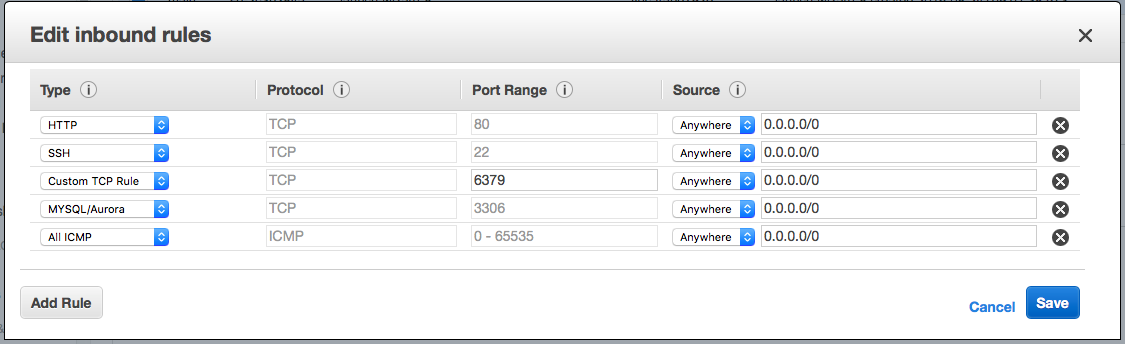 Edit inbound rules
Type Protocol Port Range Source
HTTP TCP 80 Anywhere 0.0.0.0/0
SSH TCP 22 Anywhere 0.0.0.0/0
Custom TCP Rule TCP 6379 Anywhere 0.0.0.0/0
MYSQL/Aurora TCP 3306 Anywhere 0.0.0.0/0
All ICMP ICMP 0 - 65535 Anywhere 0.0.0.0/0
Add Rule Cancel Save